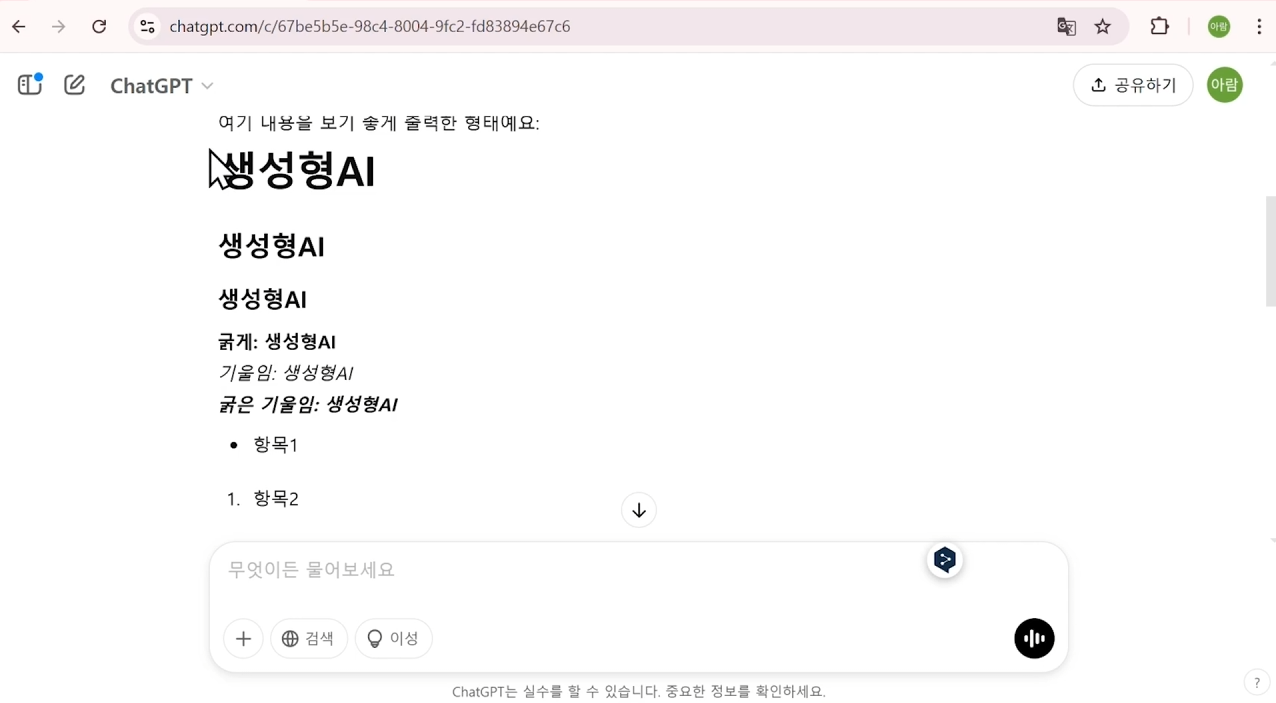 chatgpt.com/c/67be5b5e-98c4-8004-9fc2-fd83894e67c6
아람
ChatGPT
공유하기
아람
여기 내용을 보기 좋게 출력한 형태예요:
생성형AI
생성형AI
생성형AI
굵게: 생성형AI
기울임: 생성형AI
굵은 기울임: 생성형AI
• 항목1
1. 항목2
무엇이든 물어보세요
검색
이성
ChatGPT는 실수를 할 수 있습니다. 중요한 정보를 확인하세요.
?